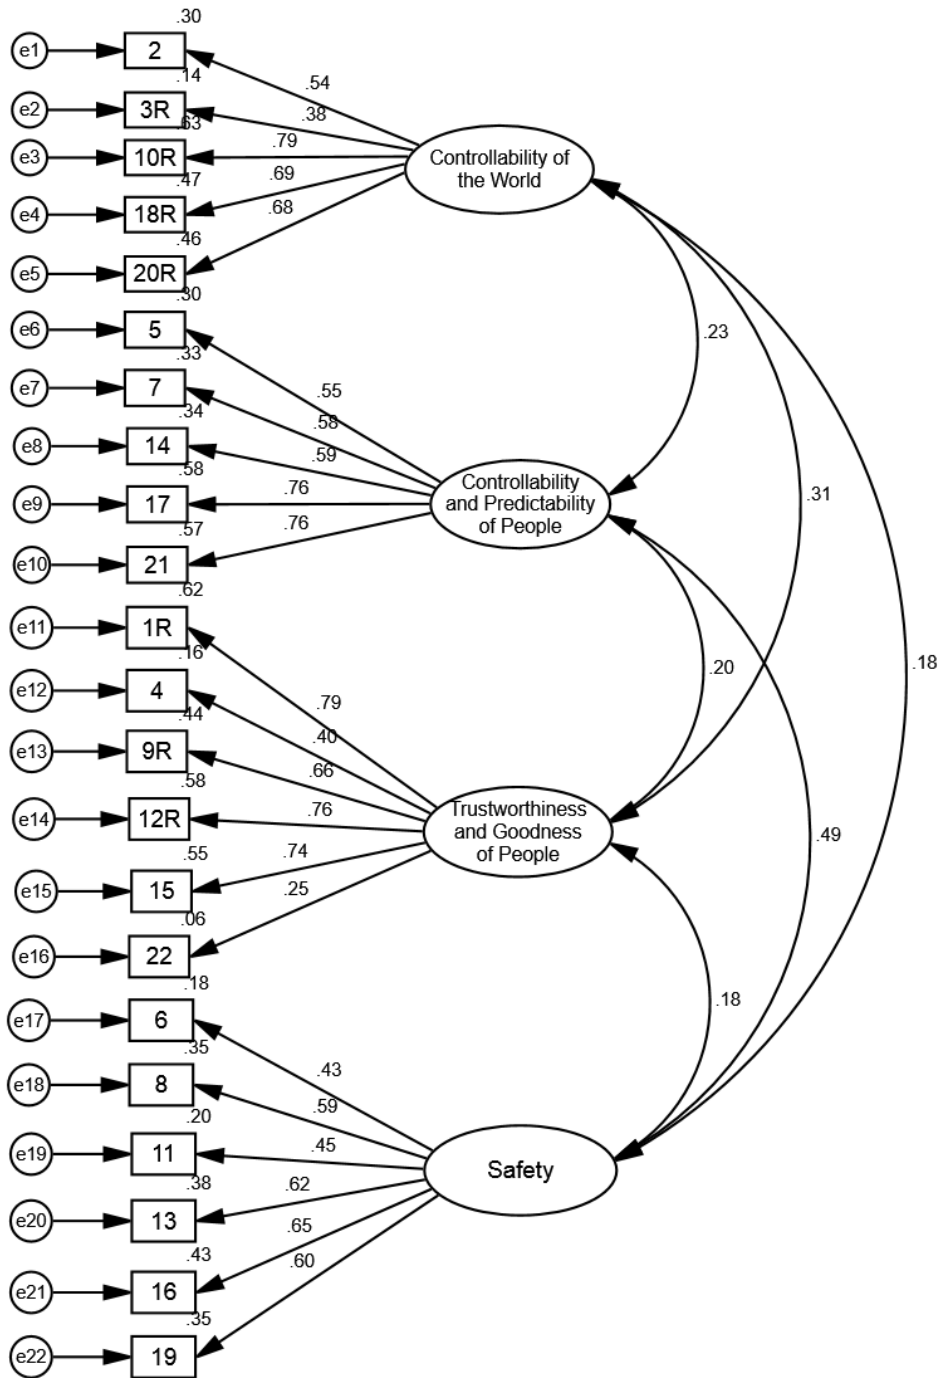 .30
e1
2
.14
.54
e2
3R
.38
.63
e3
10R
.79
.47
e4
18R
.69
.46
e5
20R
.68
.30
Controllability of
the World
e6
5
.33
.55
e7
7
.34
.58
e8
14
.58
.59
e9
17
.57
.76
e10
21
.62
.76
Controllability
and Predictability
of People
.23
.31
e11
1R
.16
.79
e12
4
.44
.40
e13
9R
.58
.66
e14
12R
.76
.55
e15
15
.74
.06
e16
22
.25
.18
Trustworthiness
and Goodness
of People
.20
.18
.49
e17
6
.35
.43
e18
8
.20
.59
e19
11
.38
.45
e20
13
.62
.43
e21
16
.65
.35
e22
19
.60
Safety
.18